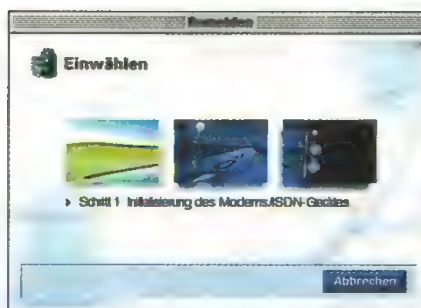 Anmelden
Einwählen
Schritt 1 Initialisierung des Modems/ISDN-Gerätes.
Abbrechen